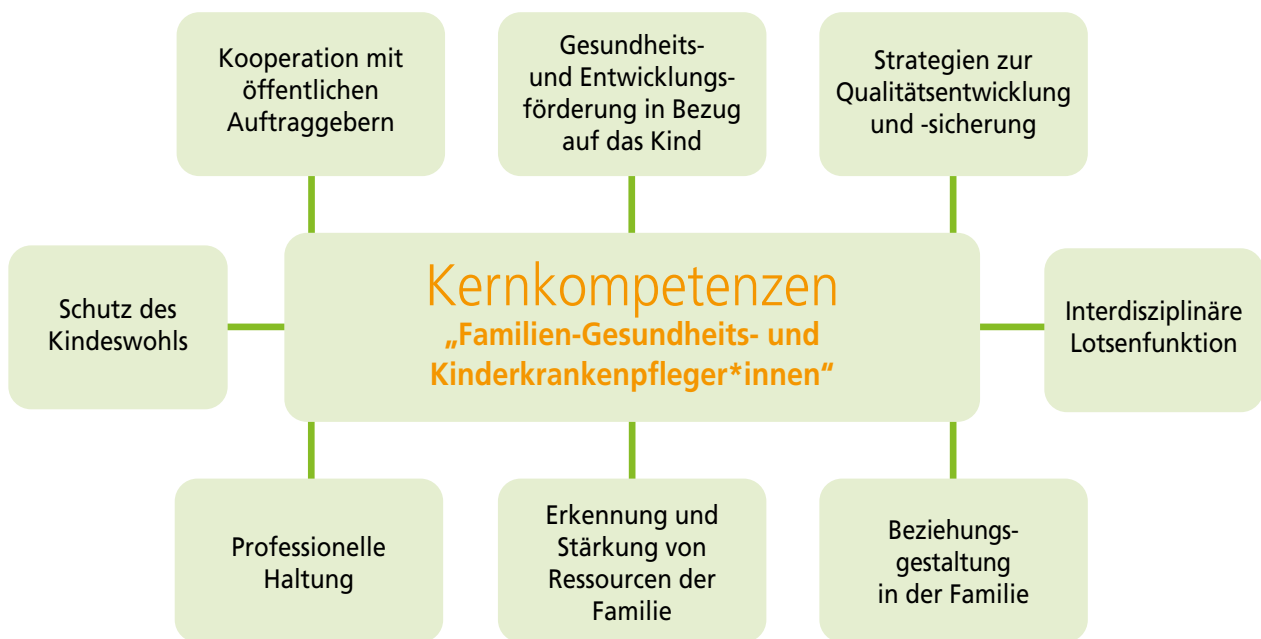 Kooperation mit
öffentlichen
Auftraggebern
Gesundheits-
und Entwicklungs-
förderung in Bezug
auf das Kind
Strategien zur
Qualitätsentwicklung
und -sicherung
Schutz des
Kindeswohls
Kernkompetenzen
„Familien-Gesundheits- und
Kinderkrankenpfleger*innen“
Interdisziplinäre
Lotsenfunktion
Professionelle
Haltung
Erkennung und
Stärkung von
Ressourcen der
Familie
Beziehungs-
gestaltung
in der Familie